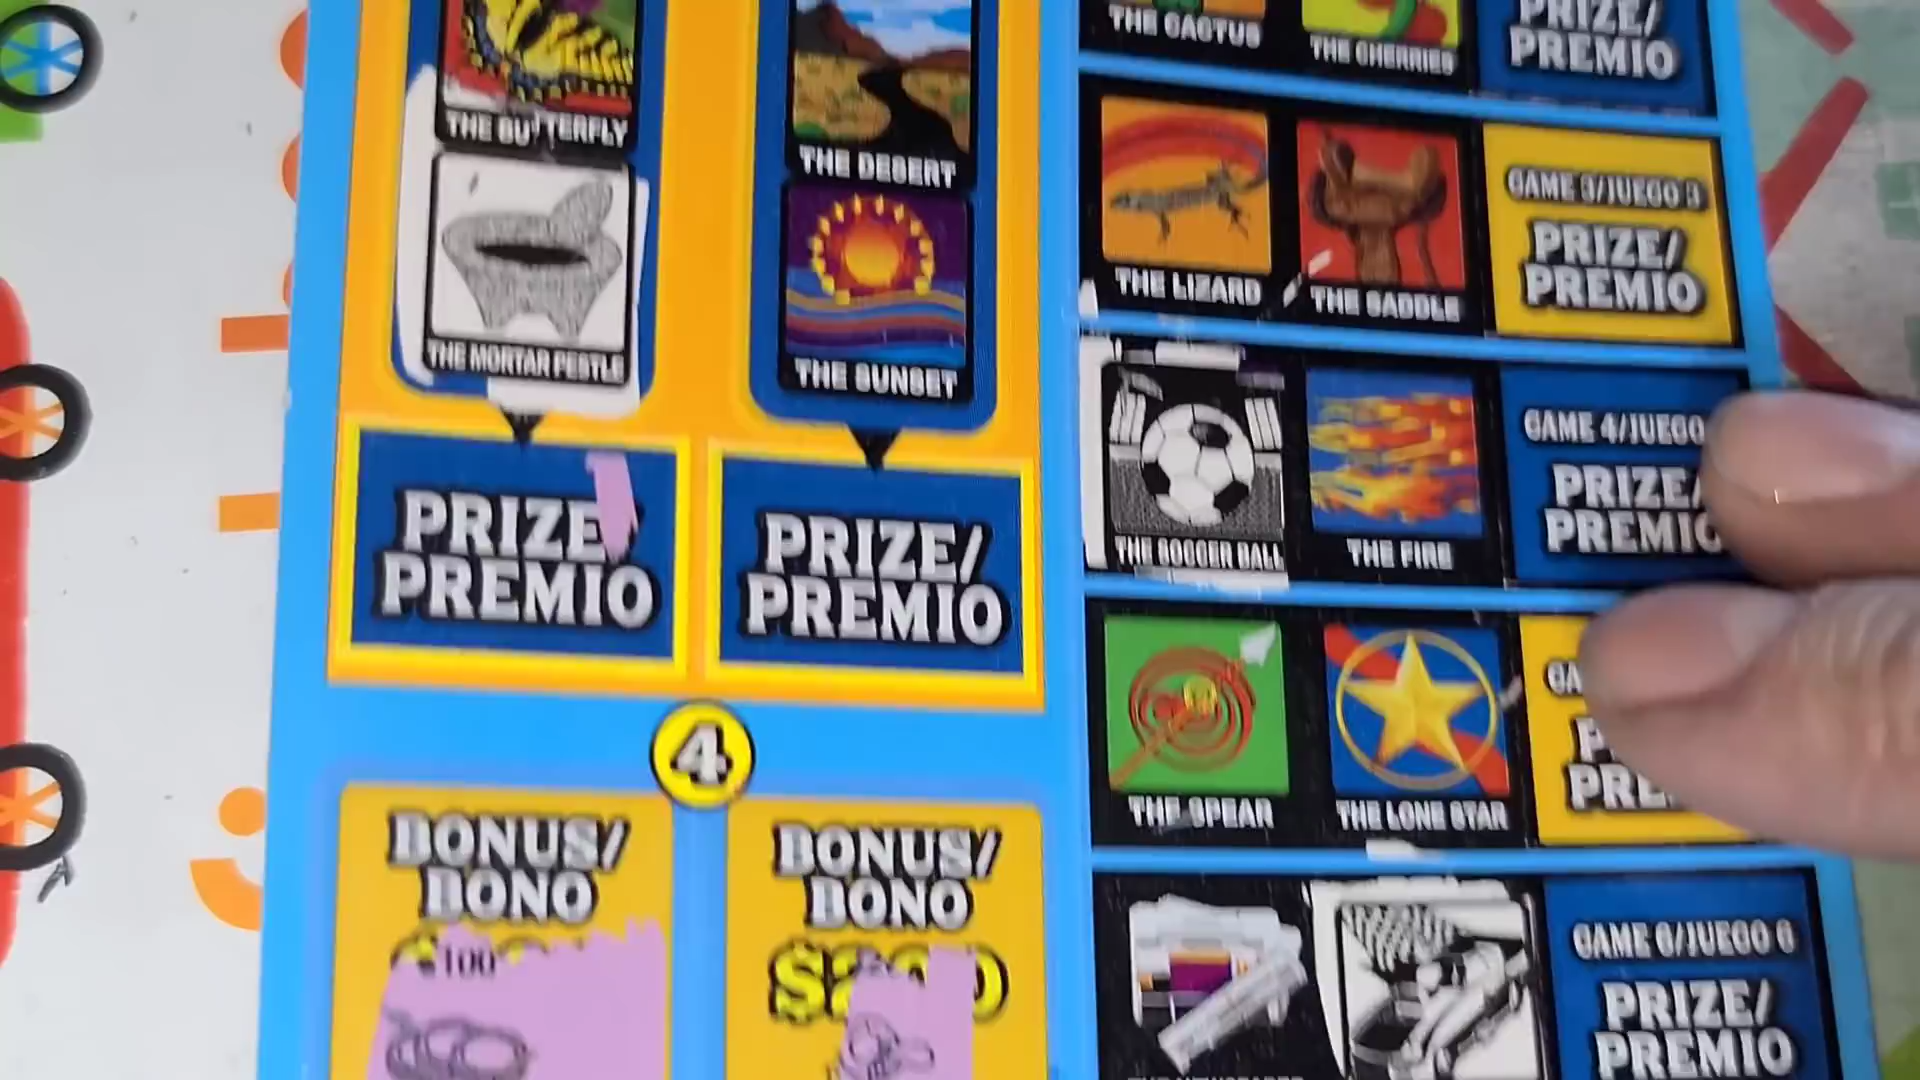 THE BUTTERFLY
THE MORTAR PESTLE
PRIZE/
PREMIO
THE DESERT
THE SUNSET
PRIZE/
PREMIO
4
BONUS/
BONO
$100
BONUS/
BONO
THE CACTUS
THE CHERRIES
PRIZE/
PREMIO
THE LIZARD
THE SADDLE
GAME 3/JUEGO 3
PRIZE/
PREMIO
THE SOCCER BALL
THE FIRE
GAME 4/JUEGO
PRIZE/
PREMIO
THE SPEAR
THE LONE STAR
GAME 6/JUEGO 6
PRIZE/
PREMIO